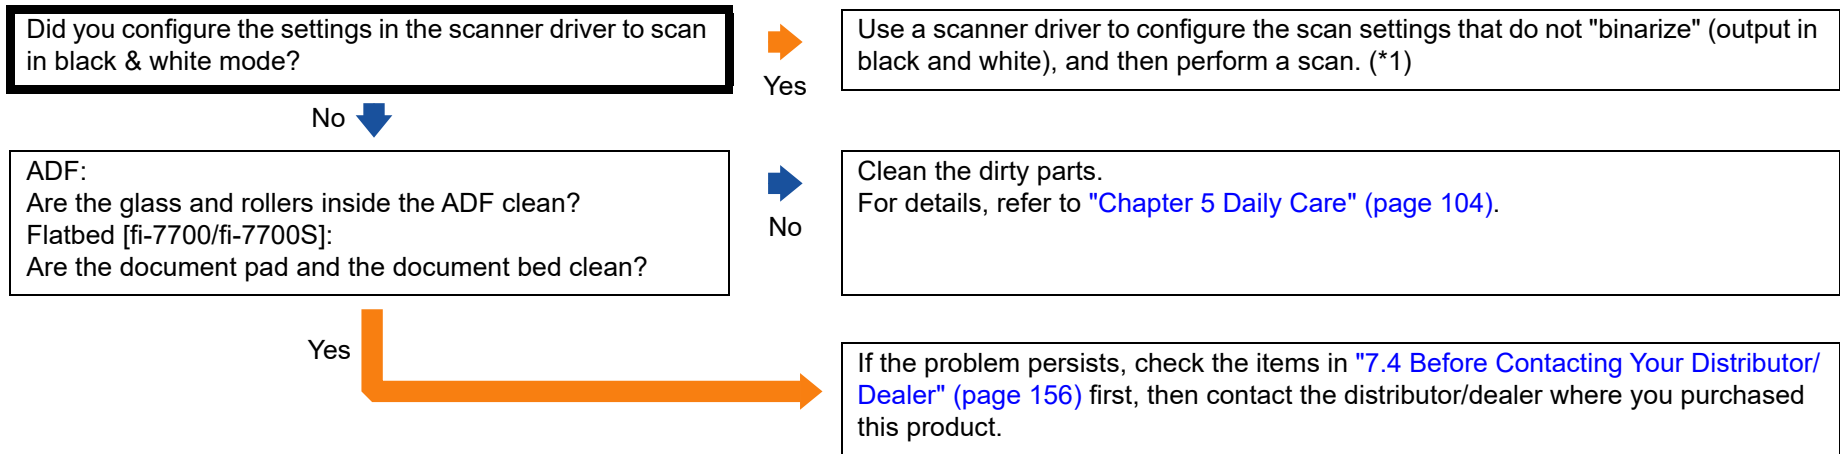 Did you configure the settings in the scanner driver to scan
in black & white mode?
Yes
Use a scanner driver to configure the scan settings that do not "binarize" (output in
black and white), and then perform a scan. (*1)
No
ADF:
Are the glass and rollers inside the ADF clean?
Flatbed [fi-7700/fi-7700S]:
Are the document pad and the document bed clean?
No
Clean the dirty parts.
For details, refer to "Chapter 5 Daily Care" (page 104).
Yes
If the problem persists, check the items in "7.4 Before Contacting Your Distributor/
Dealer" (page 156) first, then contact the distributor/dealer where you purchased
this product.